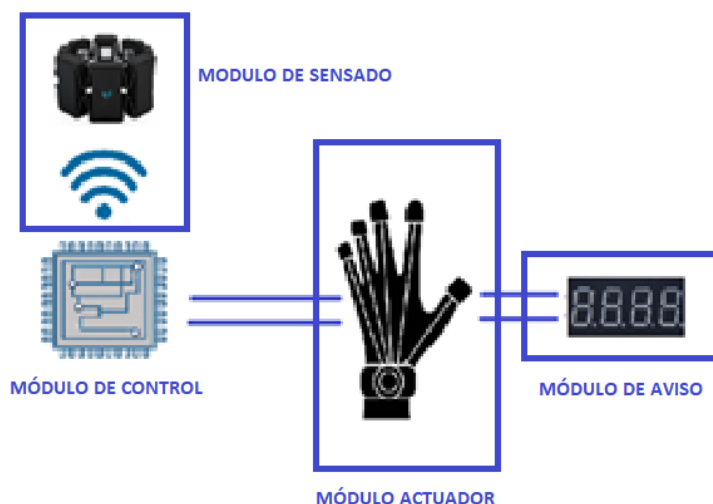 MODULO DE SENSADO
MÓDULO DE CONTROL
MÓDULO DE AVISO
MÓDULO ACTUADOR